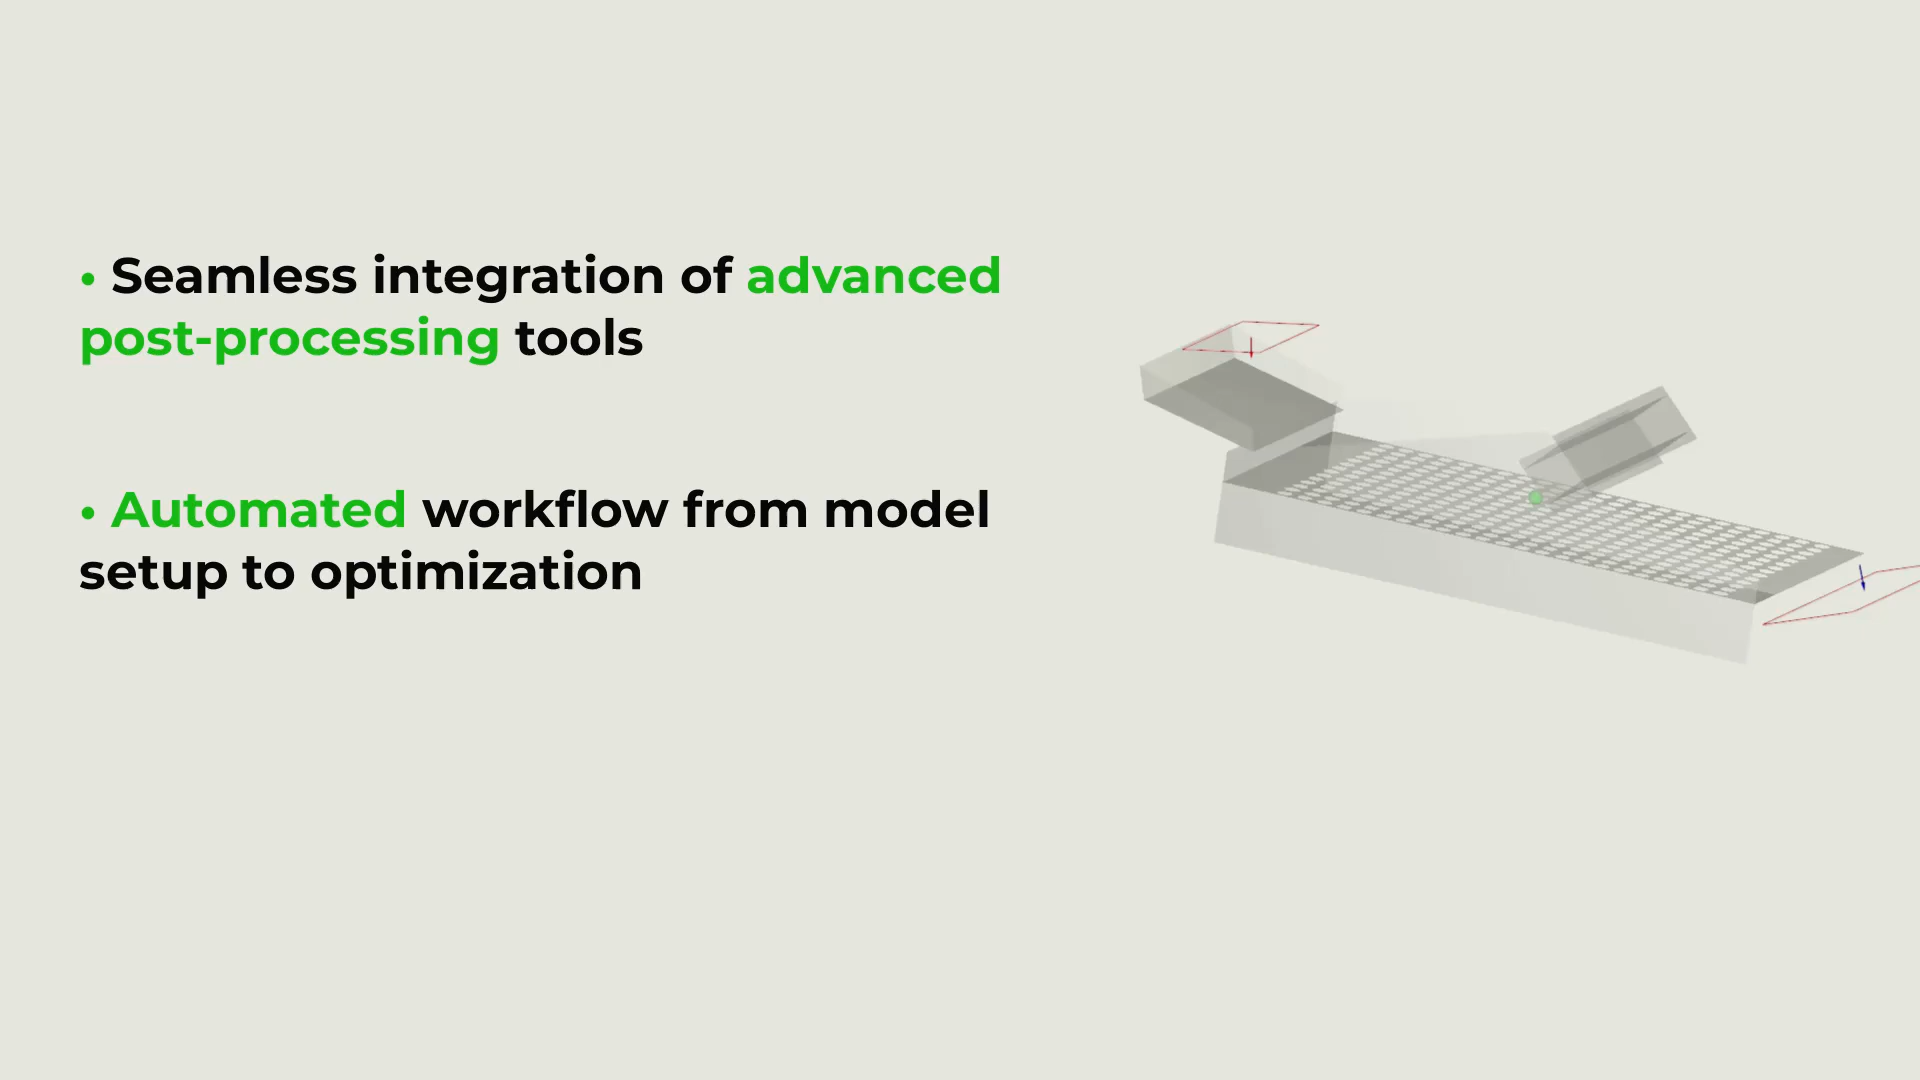 • Seamless integration of advanced
post-processing tools
• Automated workflow from model
setup to optimization